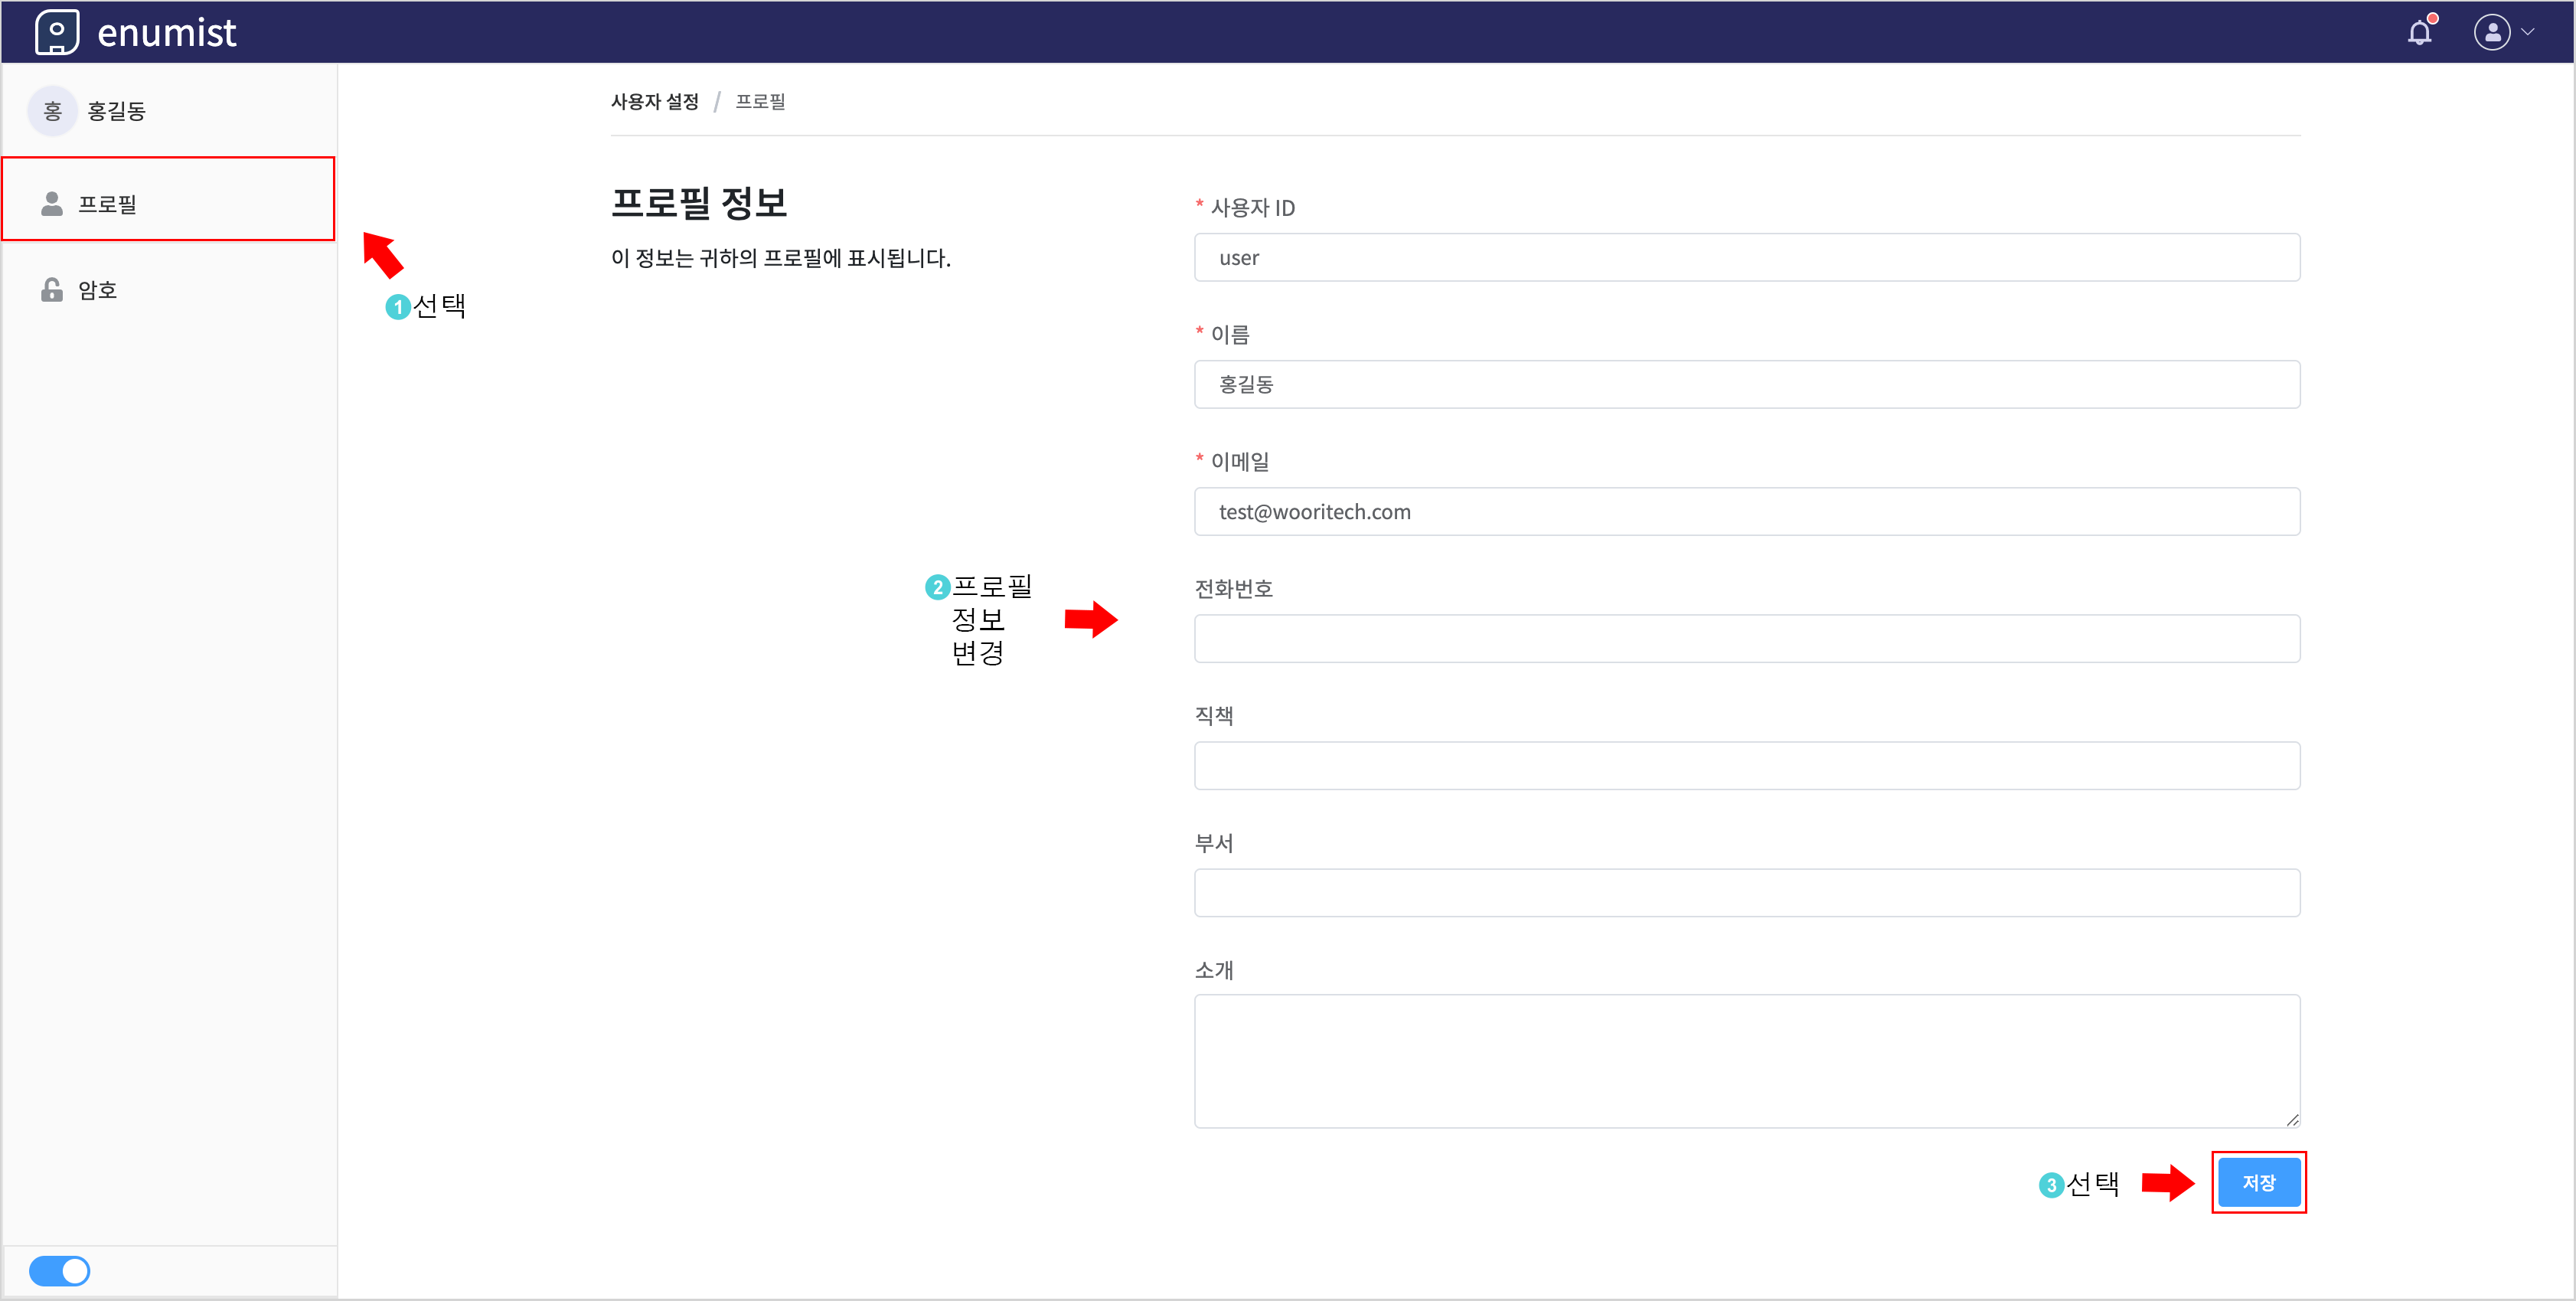 enumist
홍 홍길동
프로필
암호
1 선택
사용자 설정 / 프로필
프로필 정보
이 정보는 귀하의 프로필에 표시됩니다.
2 프로필
정보
변경
* 사용자 ID
user
* 이름
홍길동
* 이메일
test@wooritech.com
전화번호
직책
부서
소개
3 선택
저장